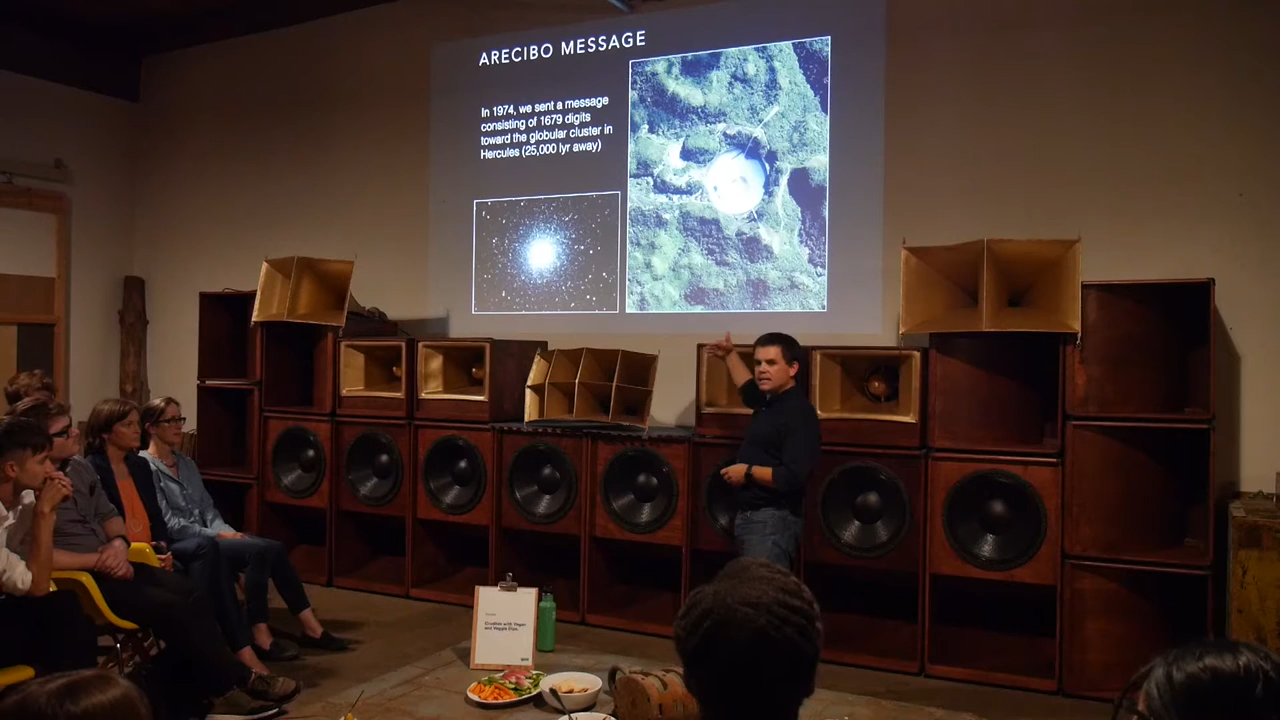 ARECIBO MESSAGE
In 1974, we sent a message
consisting of 1679 digits
toward the globular cluster in
Hercules (25,000 lyr away)
Crudites with Vegan
and Veggie Dips